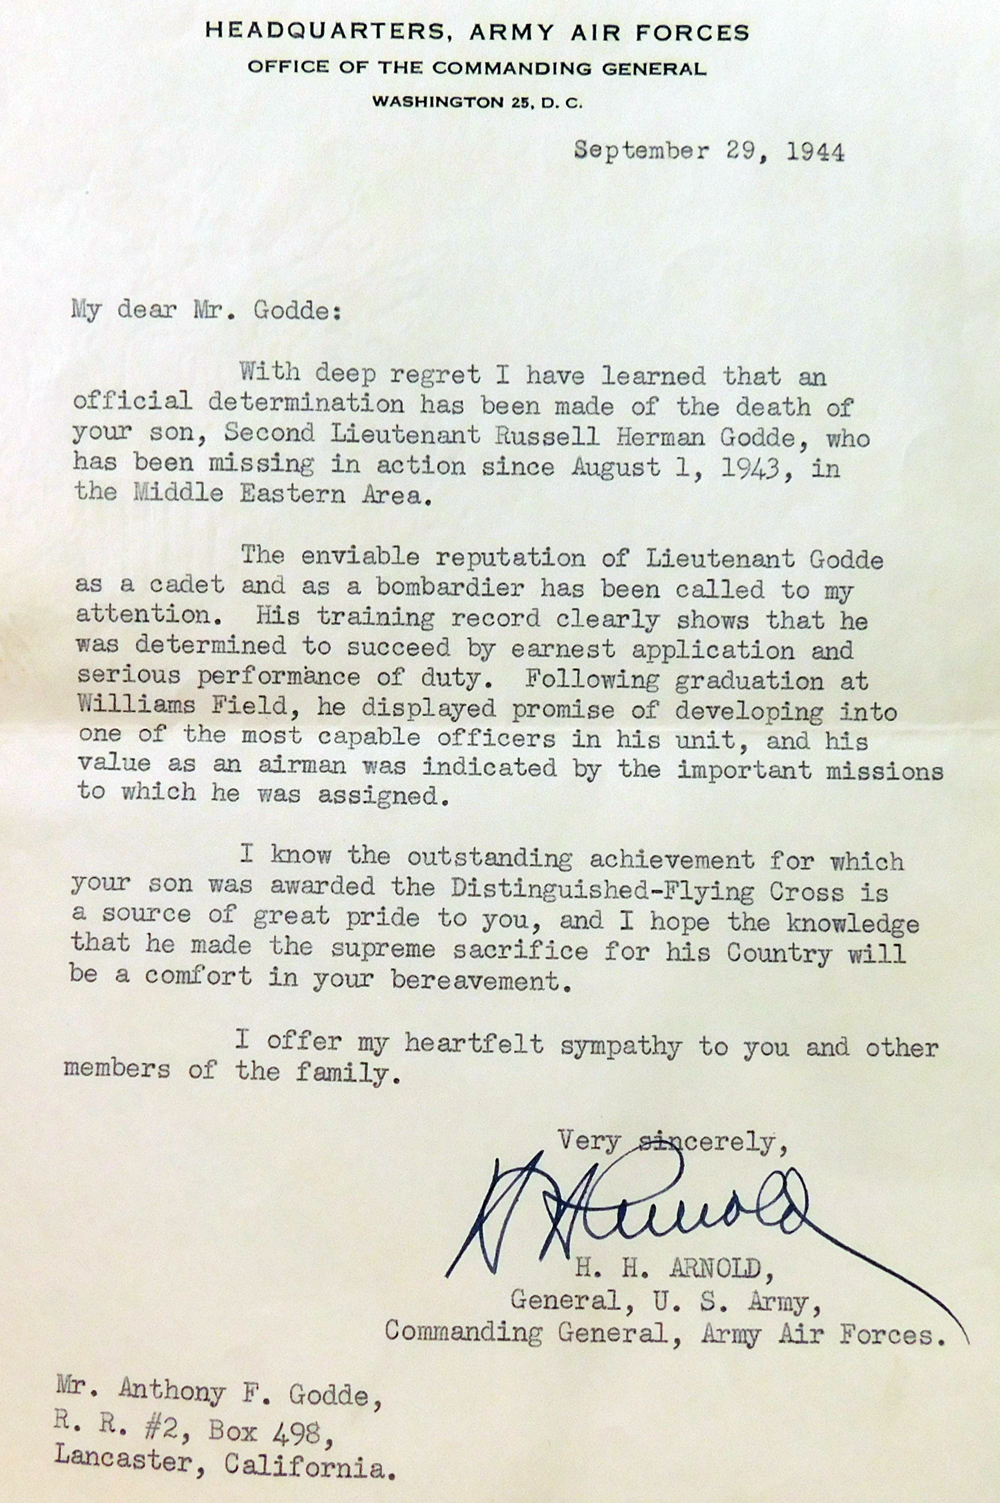 HEADQUARTERS, ARMY AIR FORCES
OFFICE OF THE COMMANDING GENERAL
WASHINGTON 25, D. C.
September 29, 1944
My dear Mr. Godde:
With deep regret I have learned that an
official determination has been made of the death of
your son, Second Lieutenant Russell Herman Godde, who
has been missing in action since August 1, 1943, in
the Middle Eastern Area.
The enviable reputation of Lieutenant Godde
as a cadet and as a bombardier has been called to my
attention. His training record clearly shows that he
was determined to succeed by earnest application and
serious performance of duty. Following graduation at
Williams Field, he displayed promise of developing into
one of the most capable officers in his unit, and his
value as an airman was indicated by the important missions
to which he was assigned.
I know the outstanding achievement for which
your son was awarded the Distinguished-Flying Cross is
a source of great pride to you, and I hope the knowledge
that he made the supreme sacrifice for his Country will
be a comfort in your bereavement.
I offer my heartfelt sympathy to you and other
members of the family.
Very sincerely,
H H Arnold
H. H. ARNOLD,
General, U. S. Army,
Commanding General, Army Air Forces.
Mr. Anthony F. Godde,
R. R. #2, Box 498,
Lancaster, California.